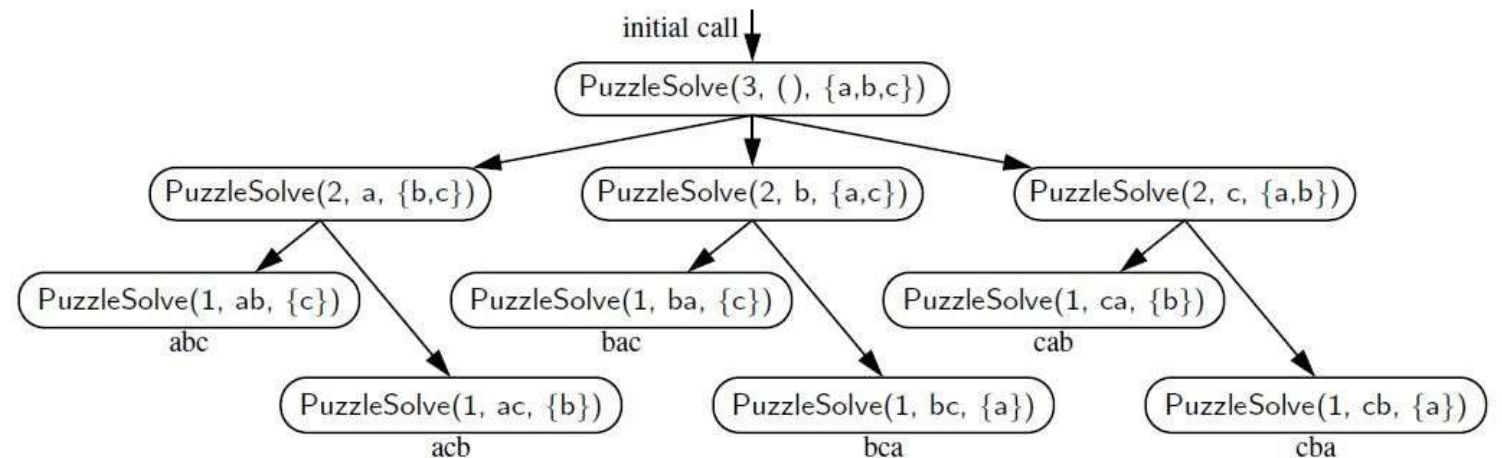 initial call
PuzzleSolve(3, ( ), {a,b,c})
PuzzleSolve(2, a, {b,c})
PuzzleSolve(2, b, {a,c})
PuzzleSolve(2, c, {a,b})
PuzzleSolve(1, ab, {c})
abc
PuzzleSolve(1, ba, {c})
bac
PuzzleSolve(1, ca, {b})
cab
PuzzleSolve(1, ac, {b})
acb
PuzzleSolve(1, bc, {a})
bca
PuzzleSolve(1, cb, {a})
cba